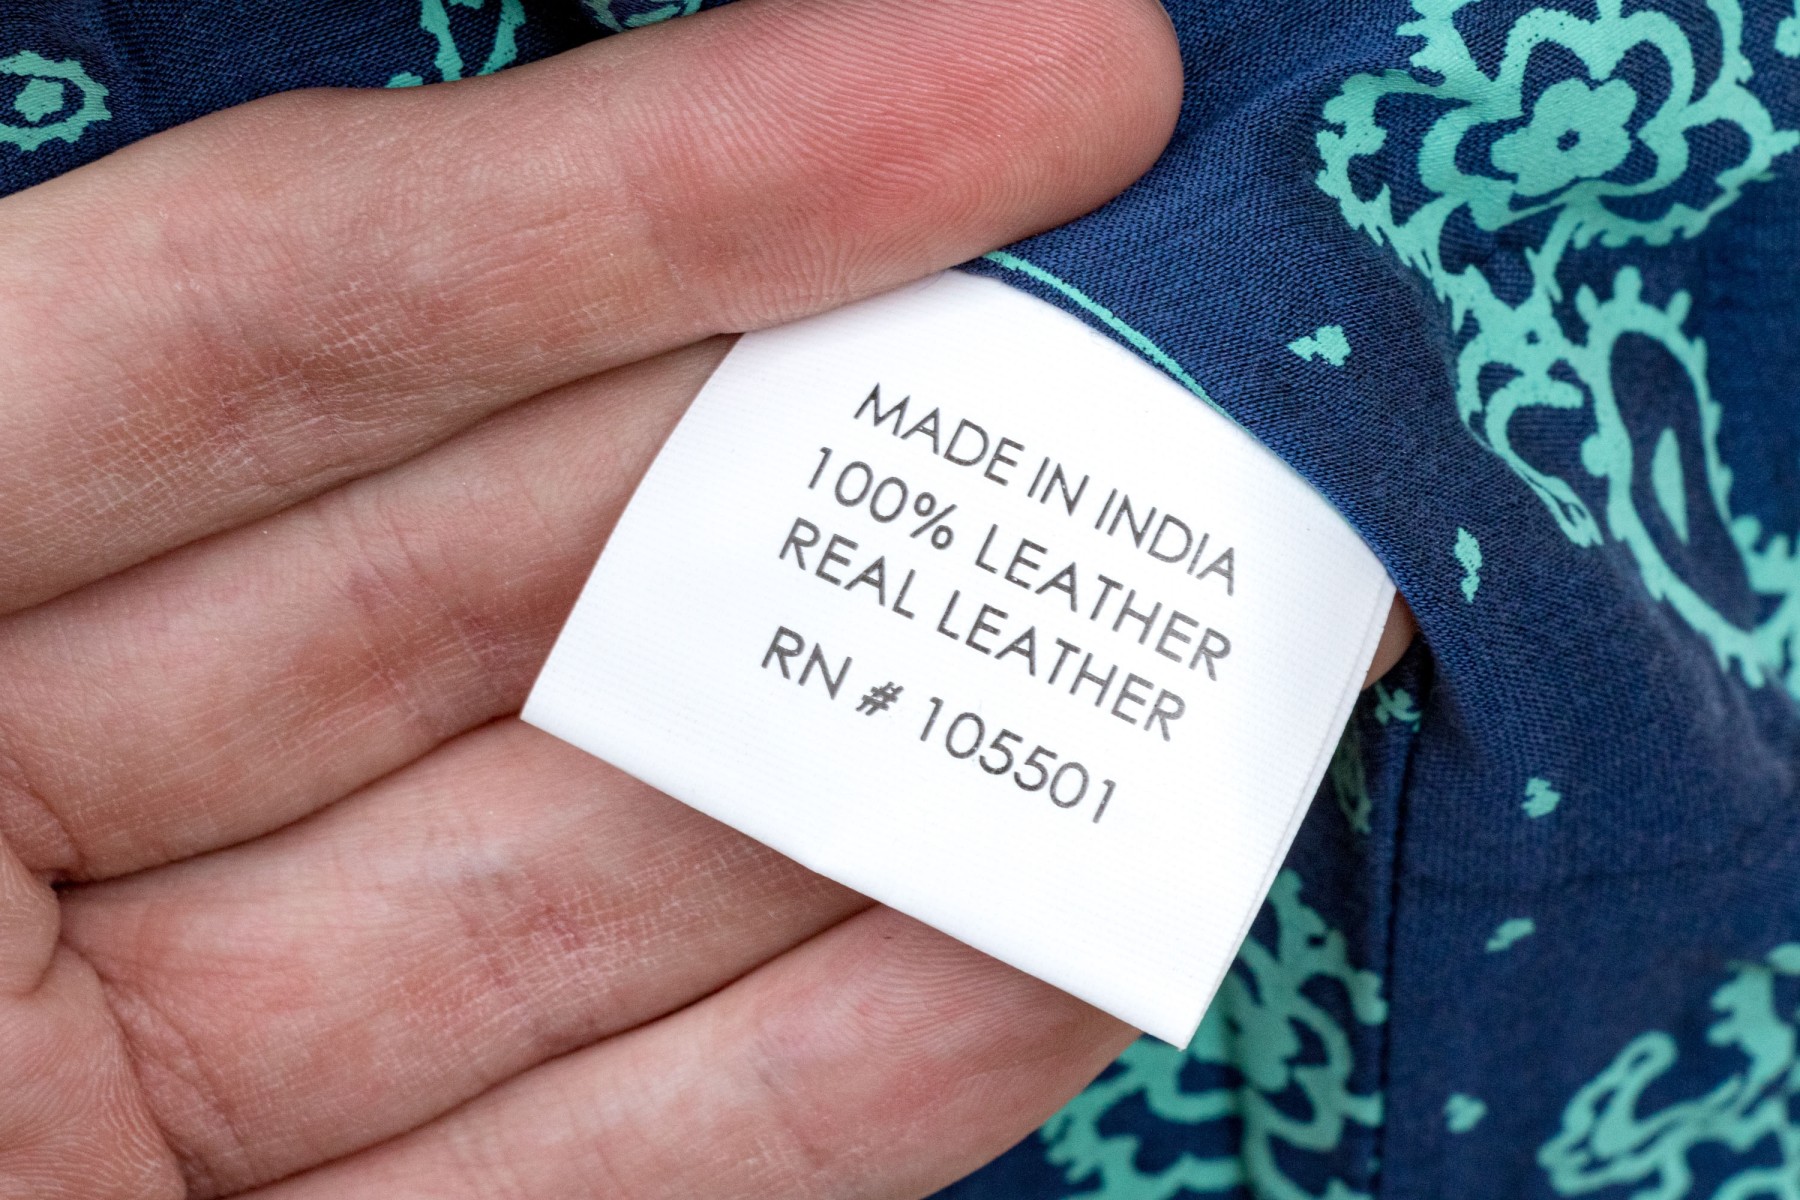 MADE IN INDIA
100% LEATHER
REAL LEATHER
RN # 105501